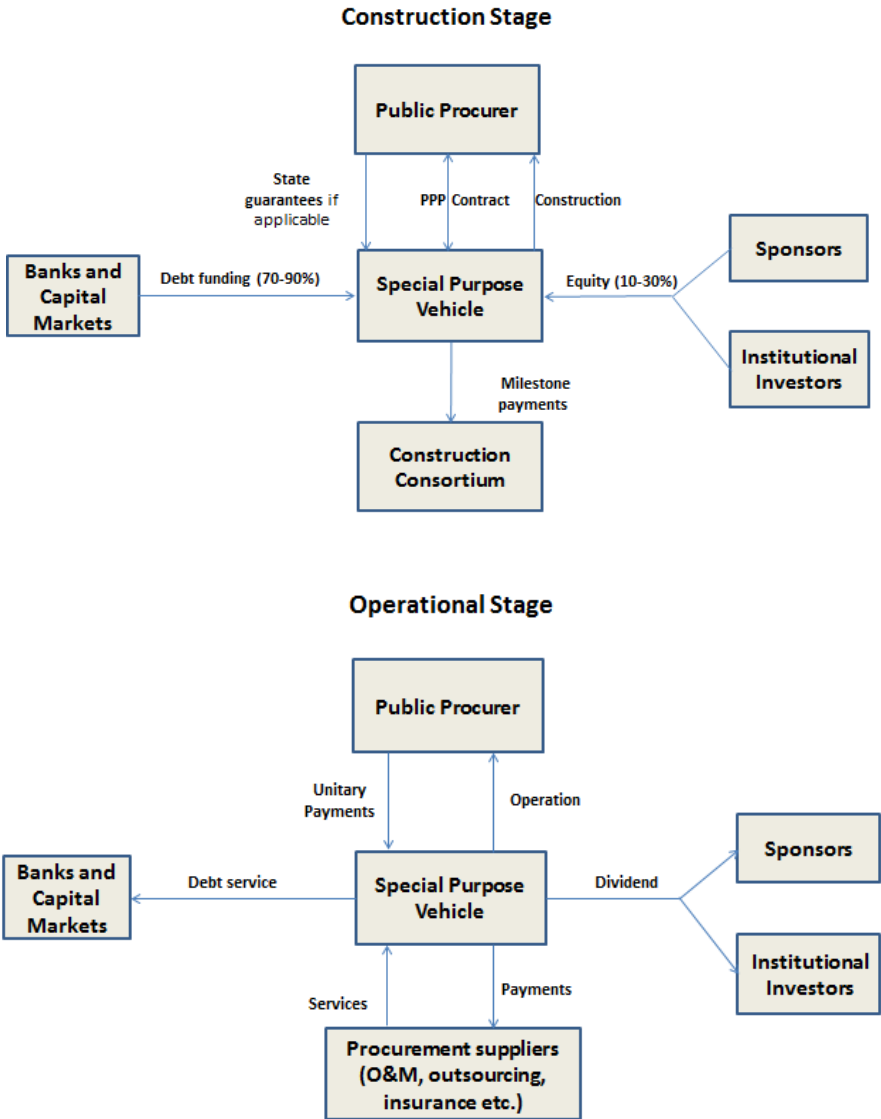 Construction Stage
Public Procurer
State
guarantees if
applicable
PPP Contract
Construction
Banks and
Capital
Markets
Debt funding (70-90%)
Special Purpose
Vehicle
Equity (10-30%)
Sponsors
Institutional
Investors
Milestone
payments
Construction
Consortium
Operational Stage
Public Procurer
Unitary
Payments
Operation
Banks and
Capital
Markets
Debt service
Special Purpose
Vehicle
Dividend
Sponsors
Institutional
Investors
Services
Payments
Procurement suppliers
(O&M, outsourcing,
insurance etc.)